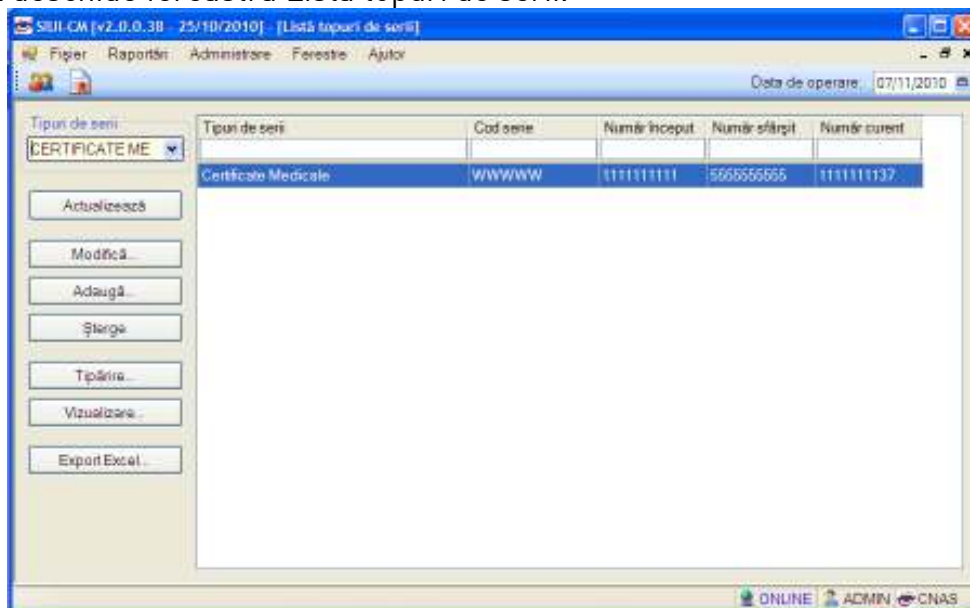 SIUI-CM [v2.0.0.38 - 25/10/2010] - [Listă topuri de serii]
Fişier Raportări Administrare Ferestre Ajutor
Data de operare: 07/11/2010
Tipuri de serii
CERTIFICATE ME
Tipuri de serii Cod serie Număr început Număr sfârşit Număr curent
Certificate Medicale WWWWW 1111111111 5555555555 1111111137
Actualizează
Modifică...
Adaugă...
Şterge
Tipărire...
Vizualizare...
Export Excel...
ONLINE ADMIN CNAS